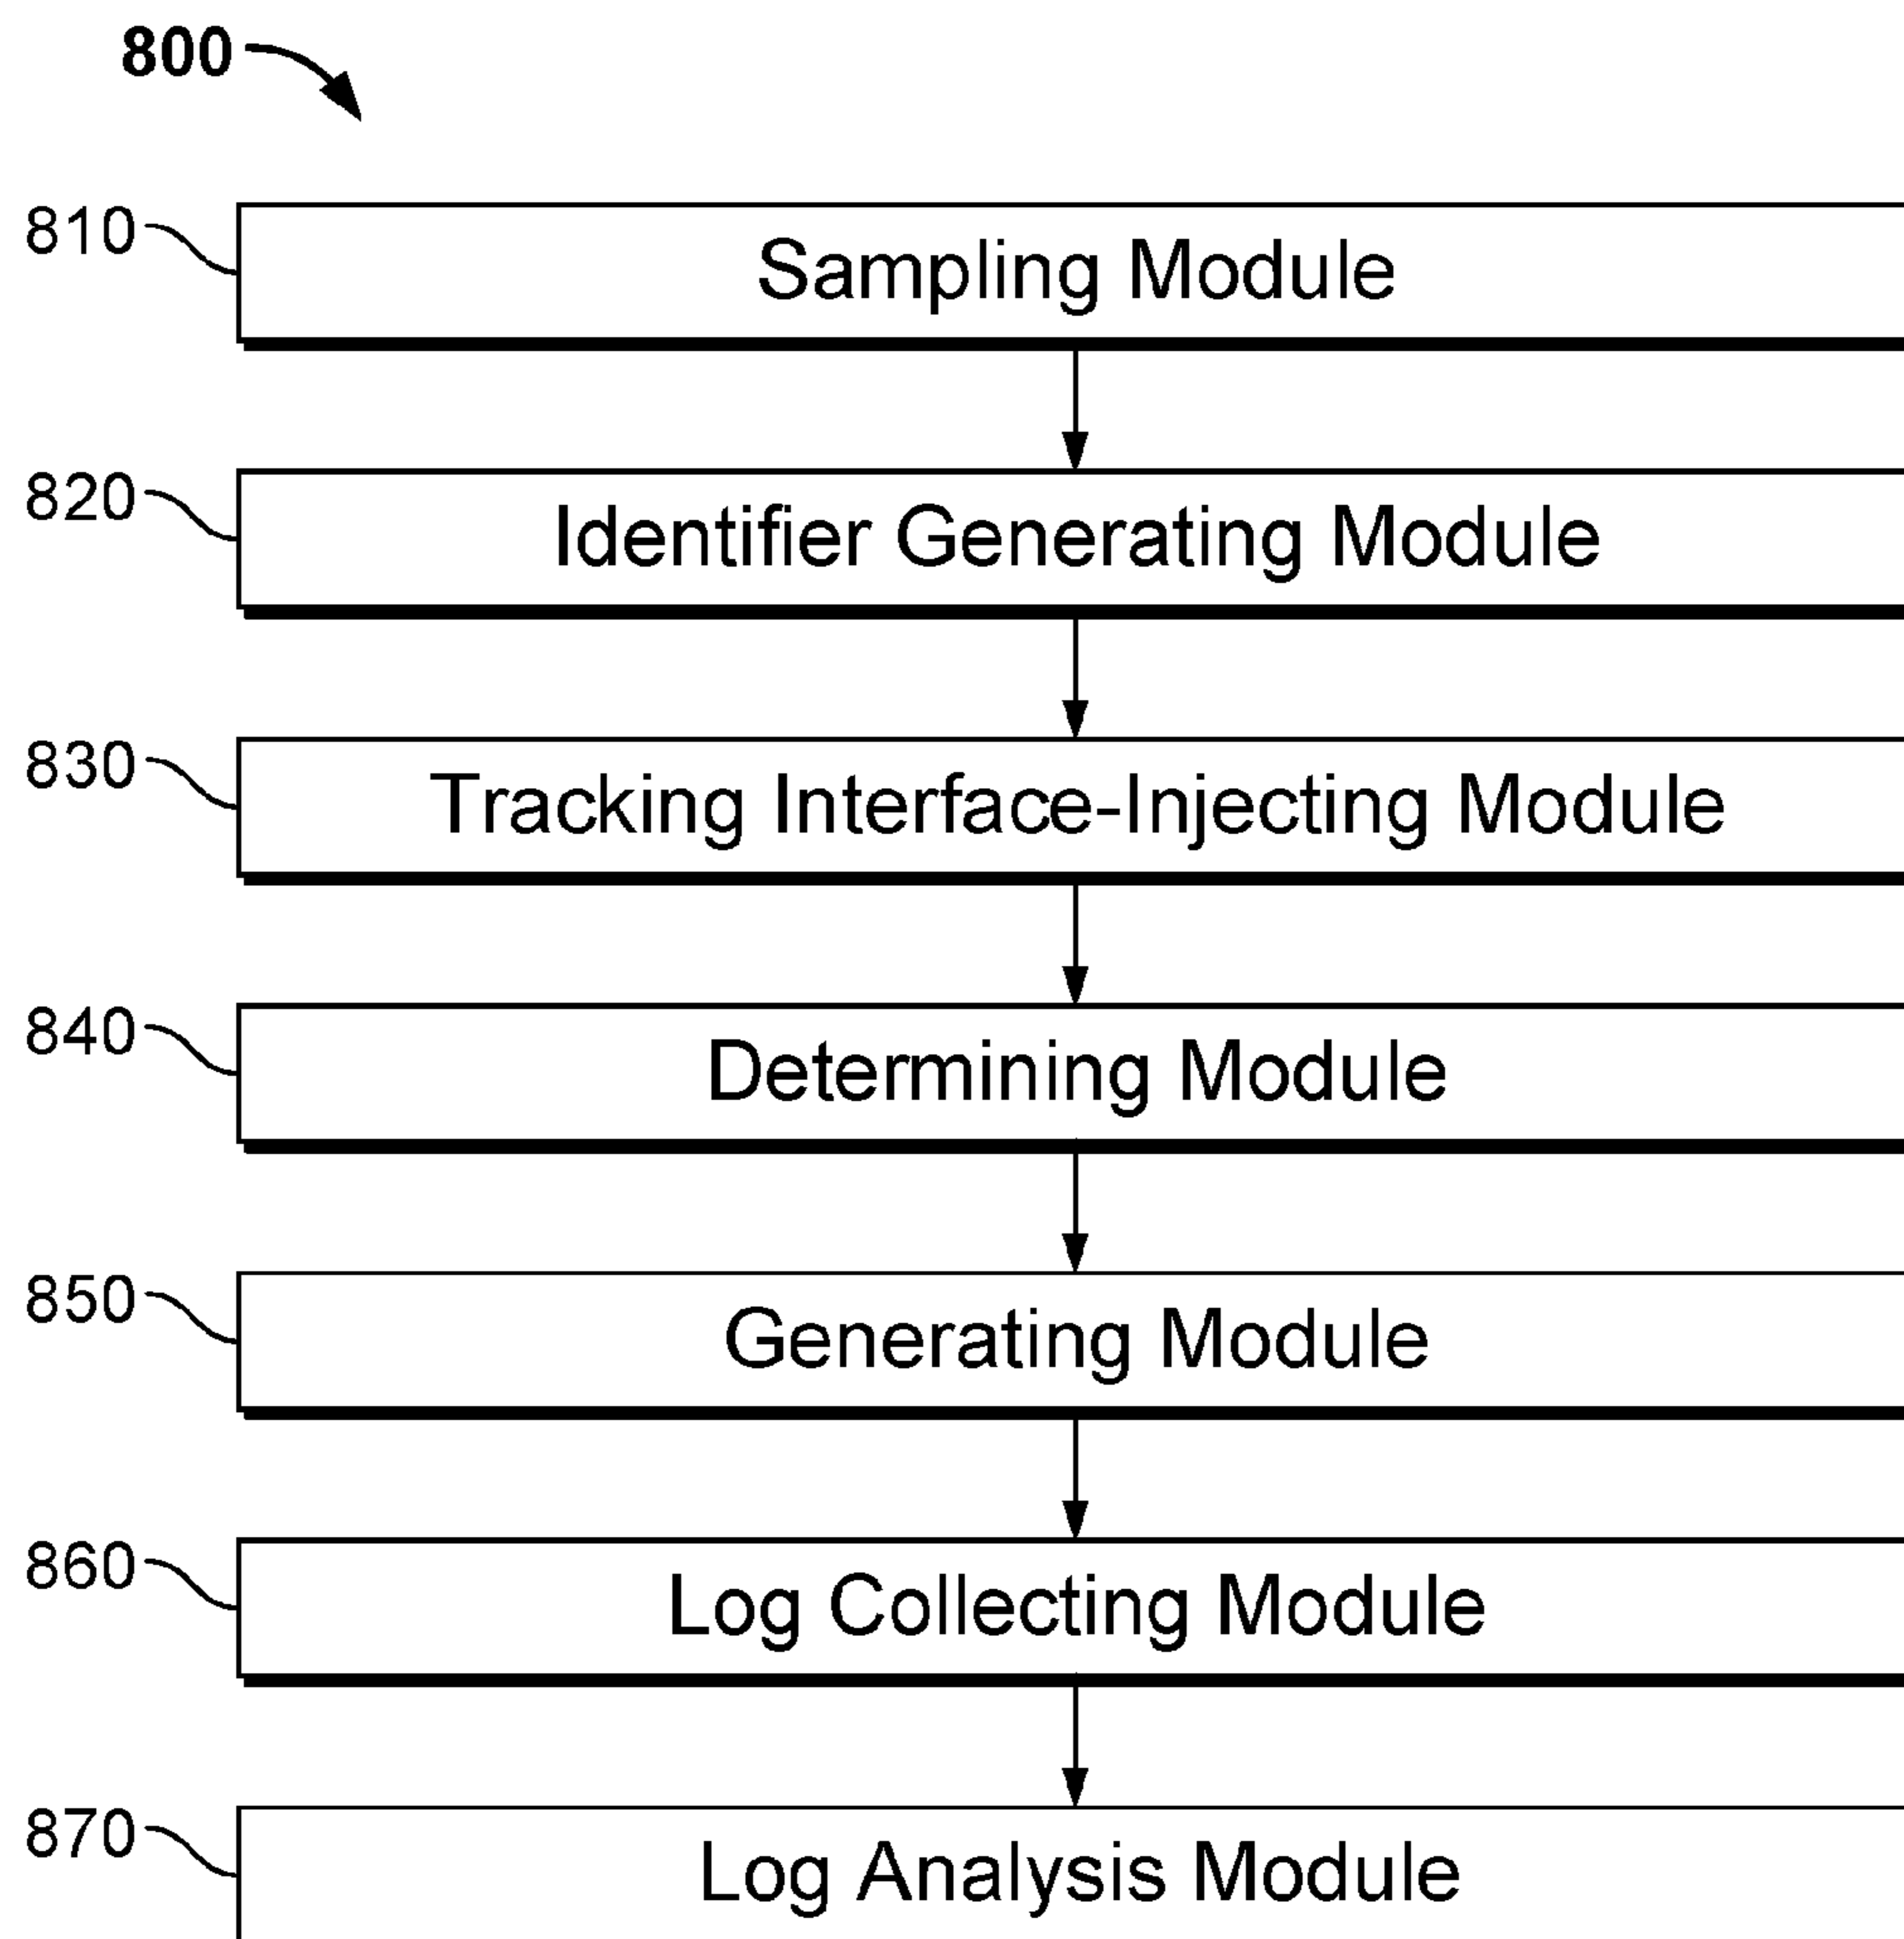 800
810 Sampling Module
820 Identifier Generating Module
830 Tracking Interface-Injecting Module
840 Determining Module
850 Generating Module
860 Log Collecting Module
870 Log Analysis Module